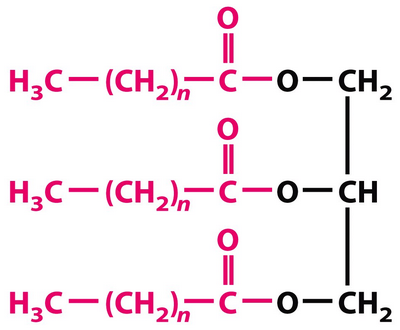 O
H₃C — (CH₂)ₙ — C — O — CH₂
O
H₃C — (CH₂)ₙ — C — O — CH
O
H₃C — (CH₂)ₙ — C — O — CH₂